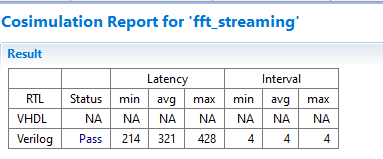 Cosimulation Report for 'fft_streaming'
Result
Latency Interval
RTL Status min avg max min avg max
VHDL NA NA NA NA NA NA NA
Verilog Pass 214 321 428 4 4 4